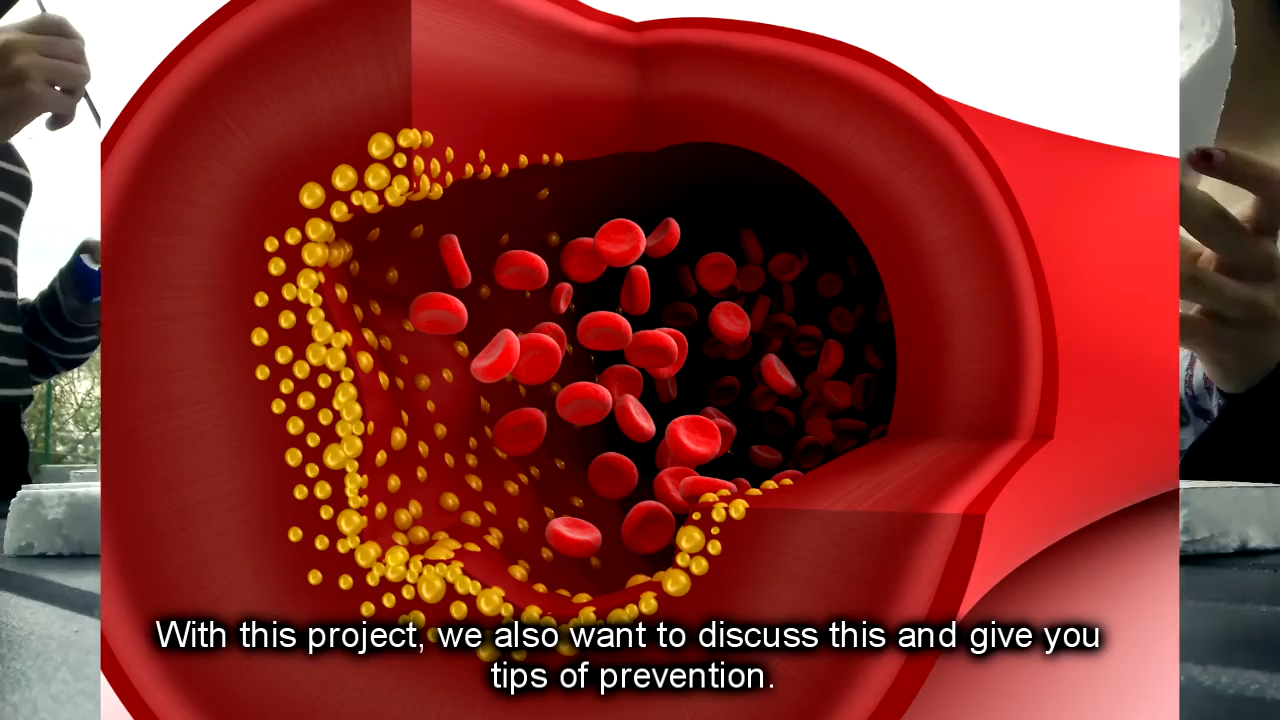 With this project, we also want to discuss this and give you
tips of prevention.